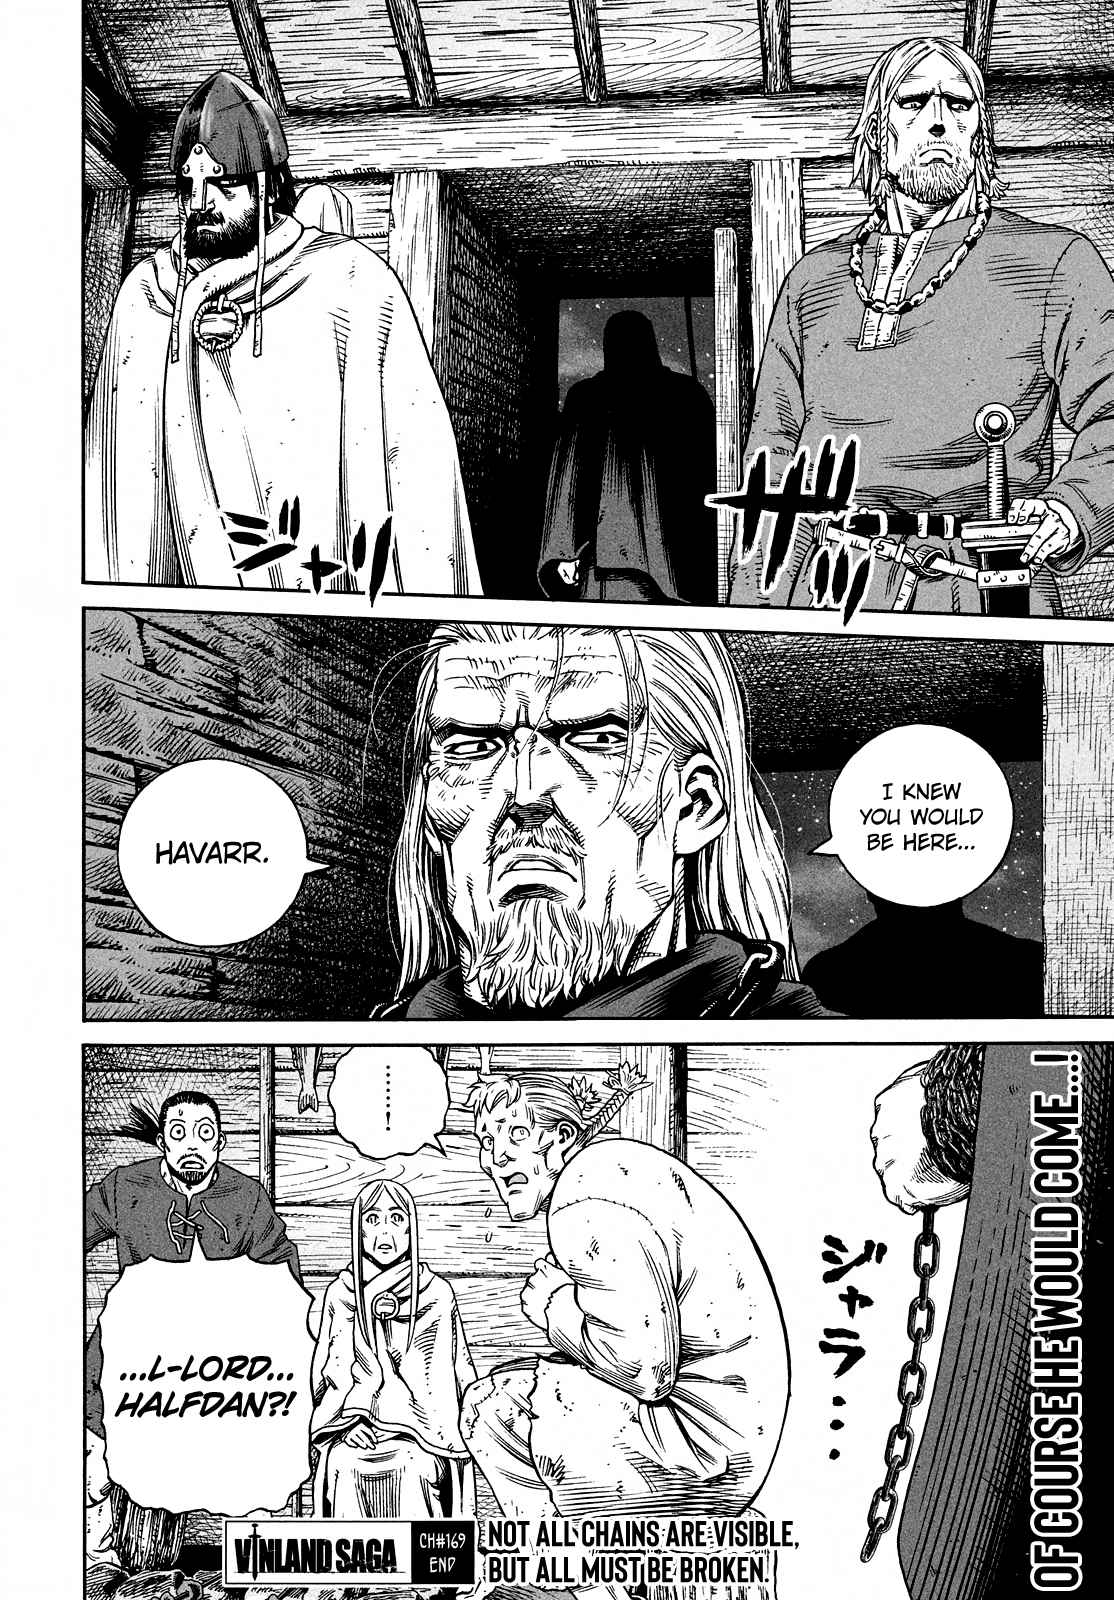 ザッ
ジャッ
I KNEW
YOU WOULD
BE HERE...
HAVARR.
.........!
ジャラ...
...L-LORD...
HALFDAN?!
OF COURSE HE WOULD COME...!
VINLAND SAGA
CH#169
END
NOT ALL CHAINS ARE VISIBLE,
BUT ALL MUST BE BROKEN.